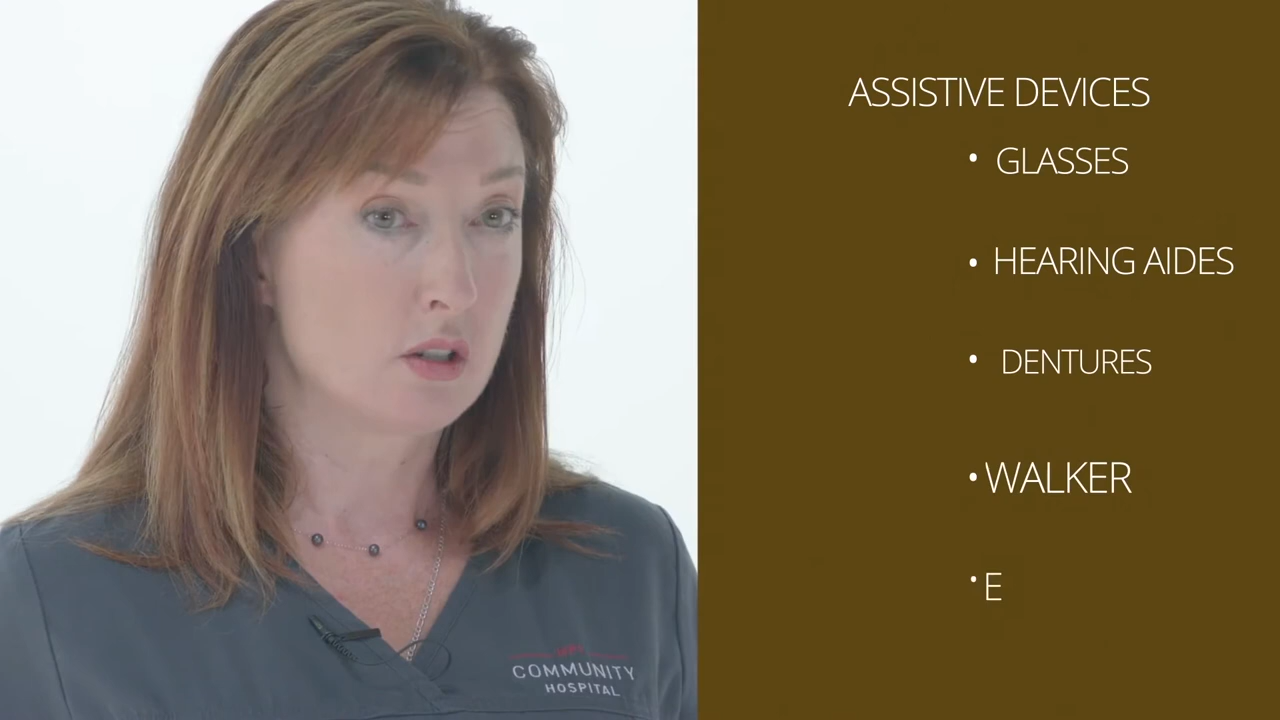 ASSISTIVE DEVICES
• GLASSES
• HEARING AIDES
• DENTURES
• WALKER
• E
COMMUNITY
HOSPITAL